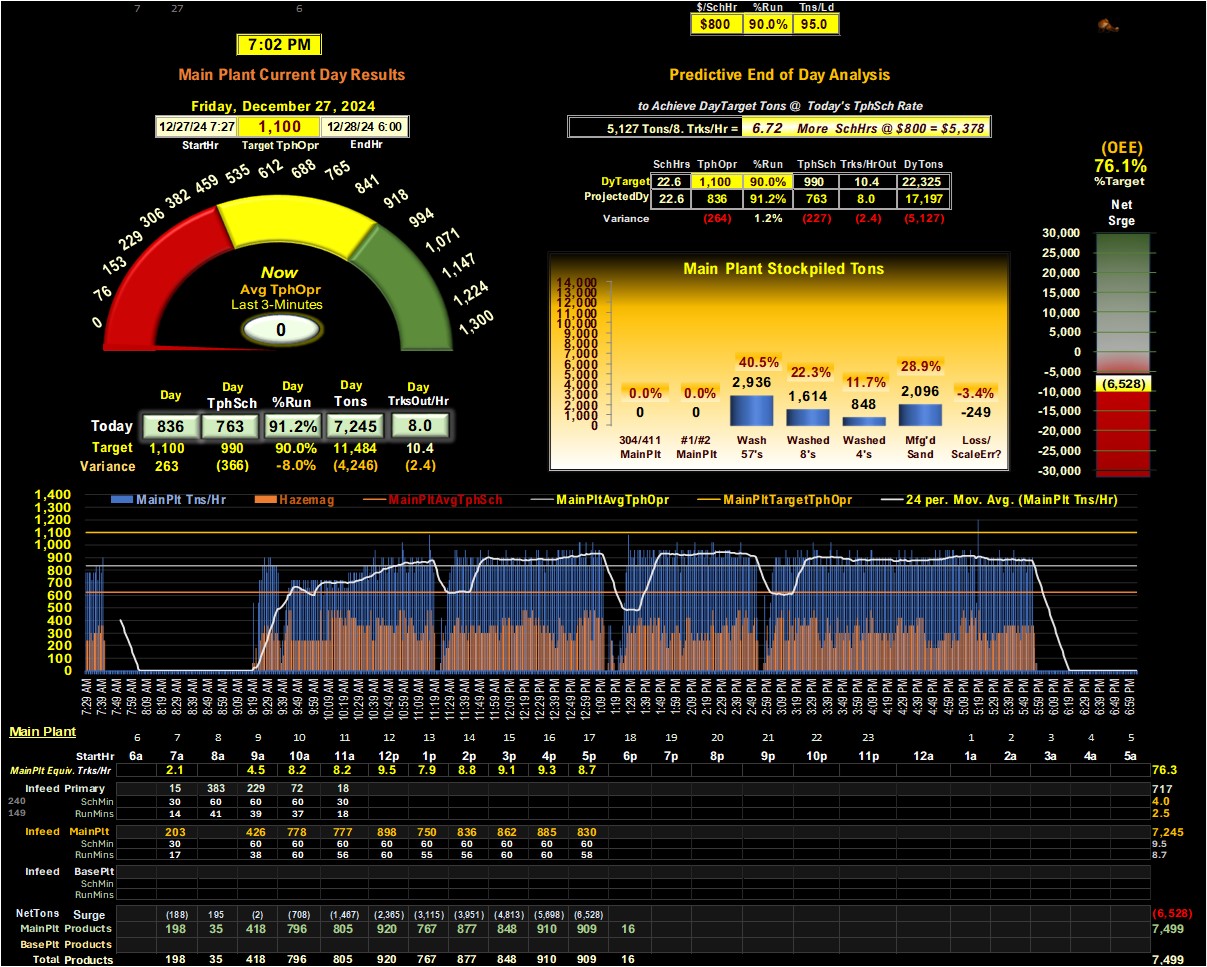 7 27 6
$/SchHr %Run Tns/Ld
$800 90.0% 95.0
7:02 PM
Main Plant Current Day Results
Predictive End of Day Analysis
Friday, December 27, 2024
to Achieve DayTarget Tons @ Today's TphSch Rate
12/27/24 7:27 1,100 12/28/24 6:00
StartHr Target TphOpr EndHr
5,127 Tons/8. Trks/Hr = 6.72 More SchHrs @ $800 = $5,378
(OEE)
76.1%
%Target
Net
Srge
SchHrs TphOpr %Run TphSch Trks/HrOut DyTons
DyTarget 22.6 1,100 90.0% 990 10.4 22,325
ProjectedDy 22.6 836 91.2% 763 8.0 17,197
Variance (264) 1.2% (227) (2.4) (5,127)
0 76 153 229 306 382 459 535 612 688 765 841 918 994 1,071 1,147 1,224 1,300
Now
Avg TphOpr
Last 3-Minutes
0
30,000
25,000
20,000
15,000
10,000
5,000
0
-5,000
-10,000
-15,000
-20,000
-25,000
-30,000
(6,528)
Main Plant Stockpiled Tons
14,000
13,000
12,000
11,000
10,000
9,000
8,000
7,000
6,000
5,000
4,000
3,000
2,000
1,000
0
0.0% 0.0% 40.5% 22.3% 11.7% 28.9% -3.4%
0 0 2,936 1,614 848 2,096 -249
304/411 #1/#2 Wash Washed Washed Mfg'd Loss/
MainPlt MainPlt 57's 8's 4's Sand ScaleErr?
Day Day Day Day Day
TphSch %Run Tons TrksOut/Hr
Today 836 763 91.2% 7,245 8.0
Target 1,100 990 90.0% 11,484 10.4
Variance 263 (366) -8.0% (4,246) (2.4)
MainPlt Tns/Hr Hazemag MainPltAvgTphSch MainPltAvgTphOpr MainPltTargetTphOpr 24 per. Mov. Avg. (MainPlt Tns/Hr)
1,400
1,300
1,200
1,100
1,000
900
800
700
600
500
400
300
200
100
0
7:29 AM 7:39 AM 7:49 AM 7:59 AM 8:09 AM 8:19 AM 8:29 AM 8:39 AM 8:49 AM 8:59 AM 9:10 AM 9:19 AM 9:29 AM 9:39 AM 9:49 AM 9:59 AM 10:09 AM 10:19 AM 10:29 AM 10:39 AM 10:49 AM 10:59 AM 11:09 AM 11:19 AM 11:29 AM 11:39 AM 11:49 AM 11:59 AM 12:09 PM 12:19 PM 12:29 PM 12:39 PM 12:49 PM 12:59 PM 1:09 PM 1:19 PM 1:29 PM 1:39 PM 1:49 PM 1:59 PM 2:09 PM 2:19 PM 2:29 PM 2:40 PM 2:49 PM 2:59 PM 3:09 PM 3:19 PM 3:29 PM 3:39 PM 3:49 PM 3:59 PM 4:09 PM 4:19 PM 4:29 PM 4:39 PM 4:49 PM 4:59 PM 5:09 PM 5:19 PM 5:29 PM 5:39 PM 5:49 PM 5:59 PM 6:09 PM 6:19 PM 6:29 PM 6:39 PM 6:49 PM 6:59 PM
Main Plant
6 7 8 9 10 11 12 13 14 15 16 17 18 19 20 21 22 23 1 2 3 4 5
StartHr 6a 7a 8a 9a 10a 11a 12p 1p 2p 3p 4p 5p 6p 7p 8p 9p 10p 11p 12a 1a 2a 3a 4a 5a
MainPlt Equiv. Trks/Hr 2.1 4.5 8.2 8.2 9.5 7.9 8.8 9.1 9.3 8.7 76.3
Infeed Primary 15 383 229 72 18 717
240 SchMin 30 60 60 60 30 4.0
149 RunMins 14 41 39 37 18 2.5
Infeed MainPlt 203 426 778 777 898 750 836 862 885 830 7,245
SchMin 30 60 60 60 60 60 60 60 60 60 9.5
RunMins 17 38 60 56 60 55 56 60 60 58 8.7
Infeed BasePlt
SchMin
RunMins
NetTons Surge (188) 195 (2) (708) (1,467) (2,365) (3,115) (3,951) (4,813) (5,698) (6,528) (6,528)
MainPlt Products 198 35 418 796 805 920 767 877 848 910 909 16 7,499
BasePlt Products
Total Products 198 35 418 796 805 920 767 877 848 910 909 16 7,499